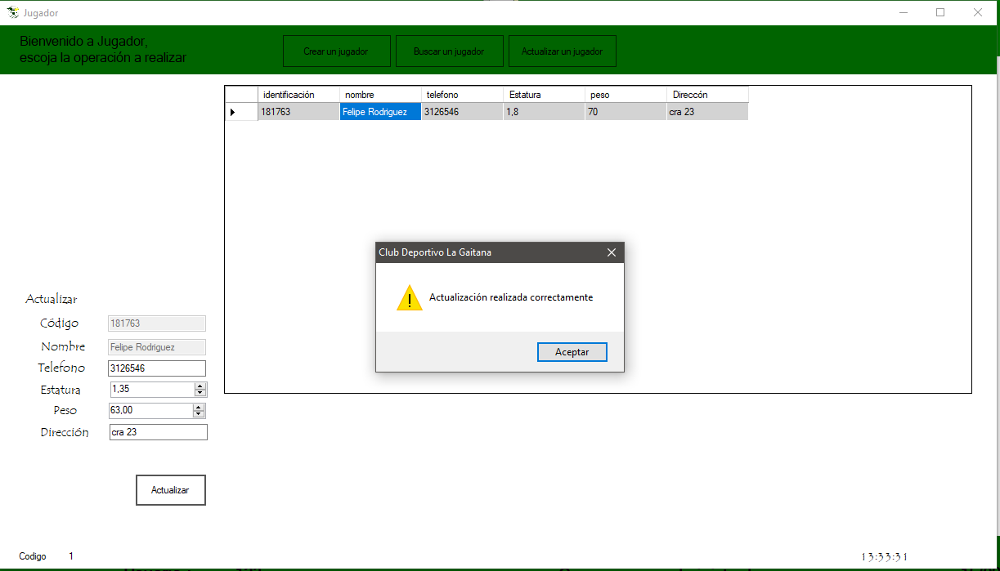 Jugador
Bienvenido a Jugador,
escoja la operación a realizar
Crear un jugador
Buscar un jugador
Actualizar un jugador
identificación nombre telefono Estatura peso Direccón
181763 Felipe Rodriguez 3126546 1,8 70 cra 23
Club Deportivo La Gaitana
Actualización realizada correctamente
Aceptar
Actualizar
Código 181763
Nombre Felipe Rodriguez
Telefono 3126546
Estatura 1,35
Peso 63,00
Dirección cra 23
Actualizar
Codigo 1
13:33:31